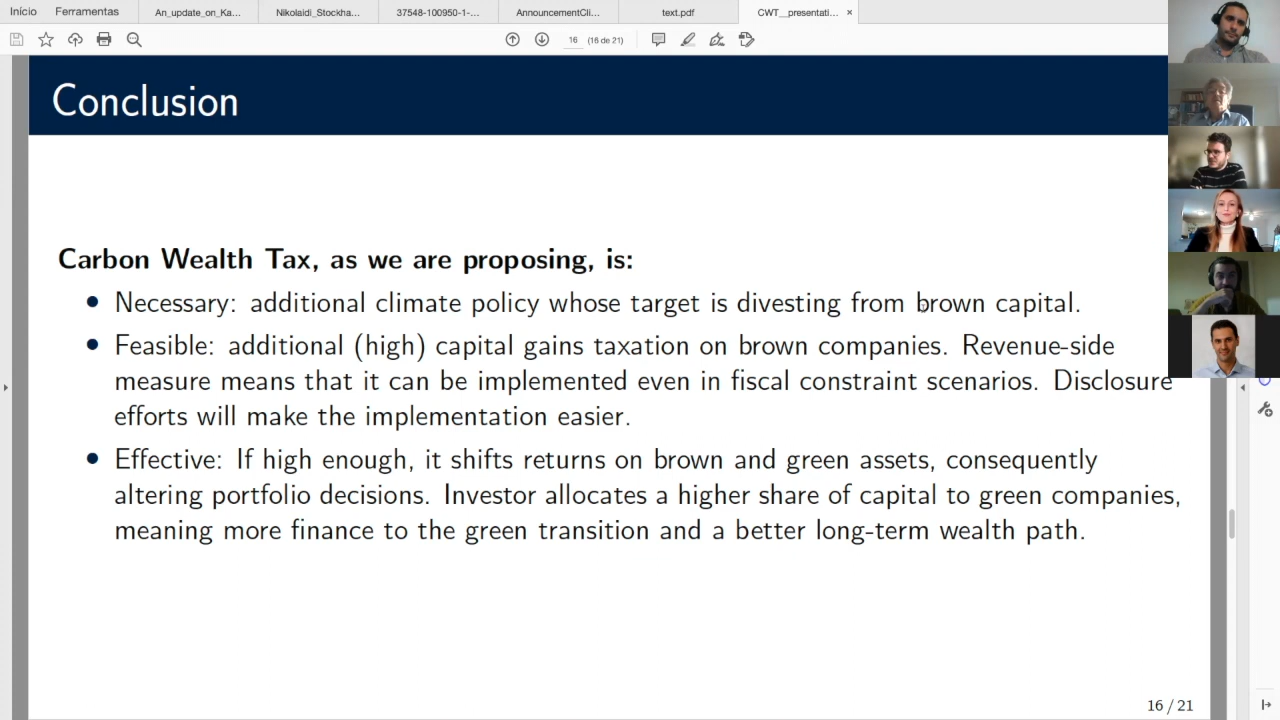 Início Ferramentas An_update_on_Ka... Nikolaidi_Stockha... 37548-100950-1-... AnnouncementCli... text.pdf CWT__presentati... ×
16 (16 de 21)
Conclusion
Carbon Wealth Tax, as we are proposing, is:
• Necessary: additional climate policy whose target is divesting from brown capital.
• Feasible: additional (high) capital gains taxation on brown companies. Revenue-side
measure means that it can be implemented even in fiscal constraint scenarios. Disclosure
efforts will make the implementation easier.
• Effective: If high enough, it shifts returns on brown and green assets, consequently
altering portfolio decisions. Investor allocates a higher share of capital to green companies,
meaning more finance to the green transition and a better long-term wealth path.
16 / 21